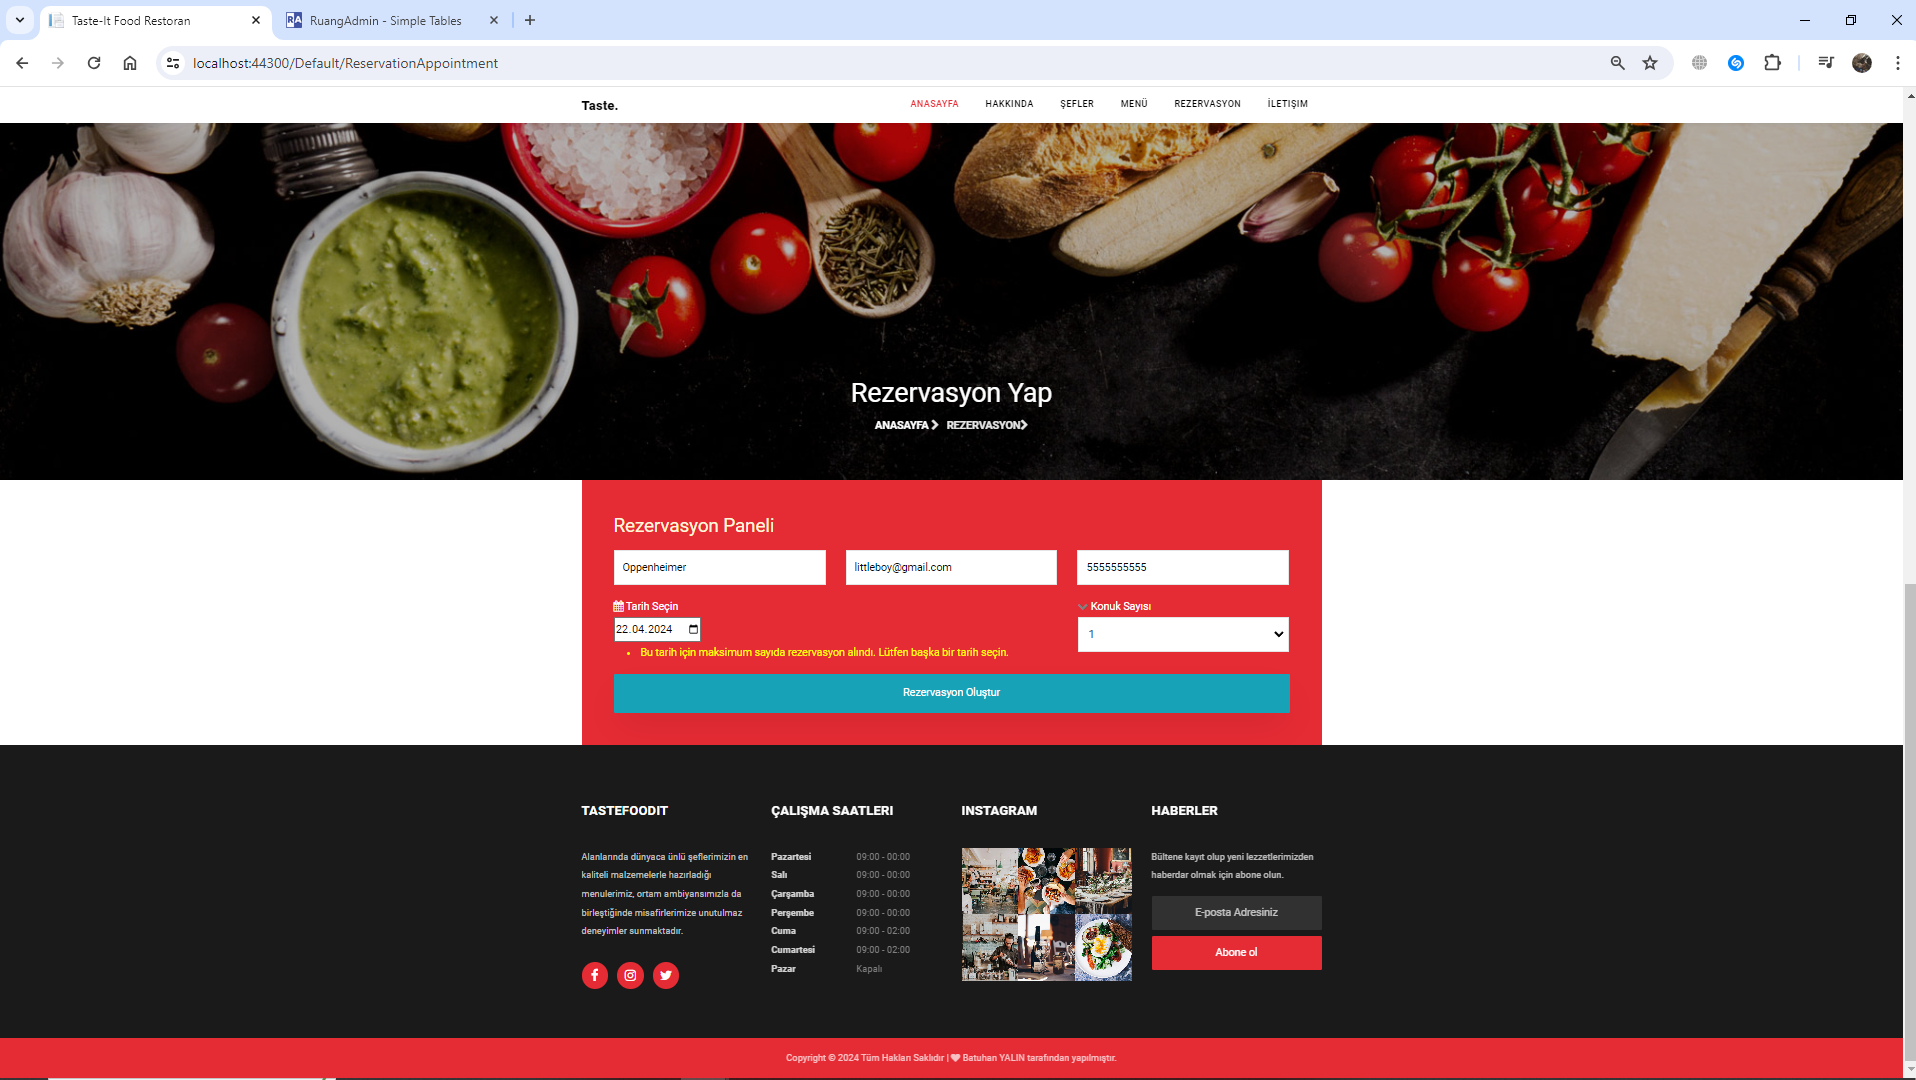 Taste-It Food Restoran
RA RuangAdmin - Simple Tables
localhost:44300/Default/ReservationAppointment
Taste.
ANASAYFA HAKKINDA ŞEFLER MENÜ REZERVASYON İLETIŞIM
Rezervasyon Yap
ANASAYFA REZERVASYON
Rezervasyon Paneli
Oppenheimer littleboy@gmail.com 5555555555
Tarih Seçin Konuk Sayısı
22.04.2024 1
Bu tarih için maksimum sayıda rezervasyon alındı. Lütfen başka bir tarih seçin.
Rezervasyon Oluştur
TASTEFOODIT
Alanlarında dünyaca ünlü şeflerimizin en
kaliteli malzemelerle hazırladığı
menulerimiz, ortam ambiyansımızla da
birleştiğinde misafirlerimize unutulmaz
deneyimler sunmaktadır.
ÇALIŞMA SAATLERI
Pazartesi 09:00 - 00:00
Salı 09:00 - 00:00
Çarşamba 09:00 - 00:00
Perşembe 09:00 - 00:00
Cuma 09:00 - 02:00
Cumartesi 09:00 - 02:00
Pazar Kapalı
INSTAGRAM
HABERLER
Bültene kayıt olup yeni lezzetlerimizden
haberdar olmak için abone olun.
E-posta Adresiniz
Abone ol
Copyright © 2024 Tüm Hakları Saklıdır | Batuhan YALIN tarafından yapılmıştır.